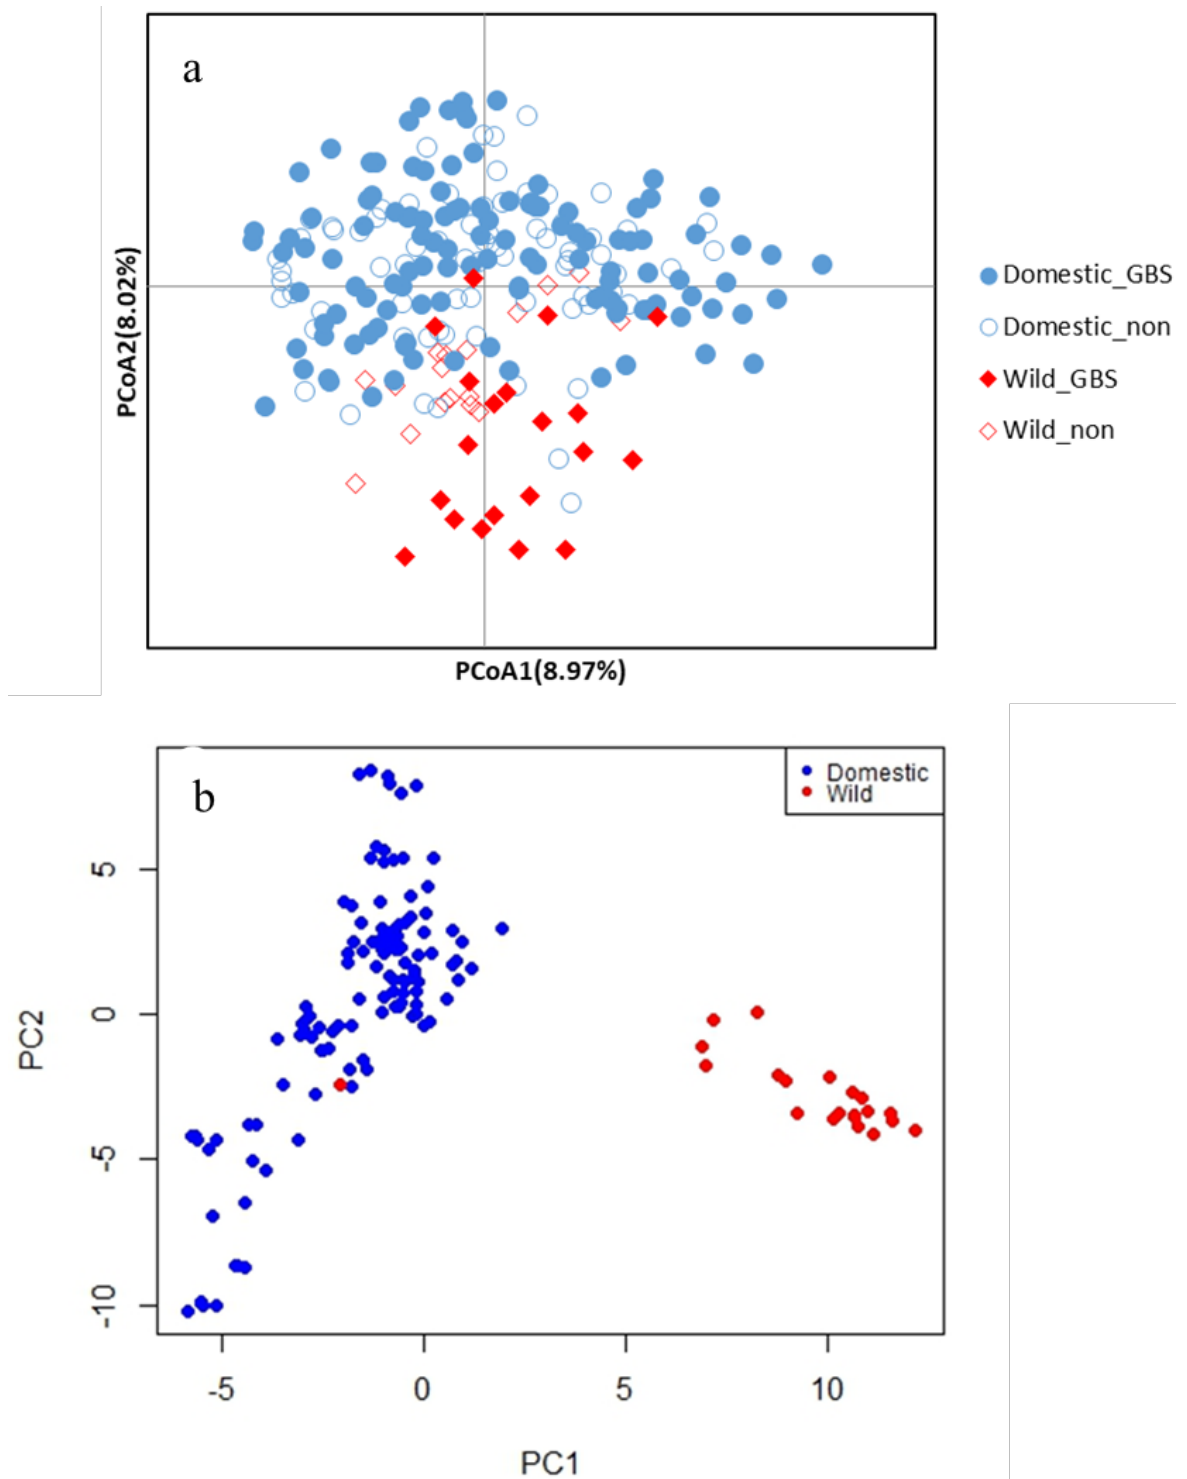 a
PCoA2(8.02%)
PCoA1(8.97%)
Domestic_GBS
Domestic_non
Wild_GBS
Wild_non
b
Domestic
Wild
PC2
5
0
-5
-10
-5 0 5 10
PC1